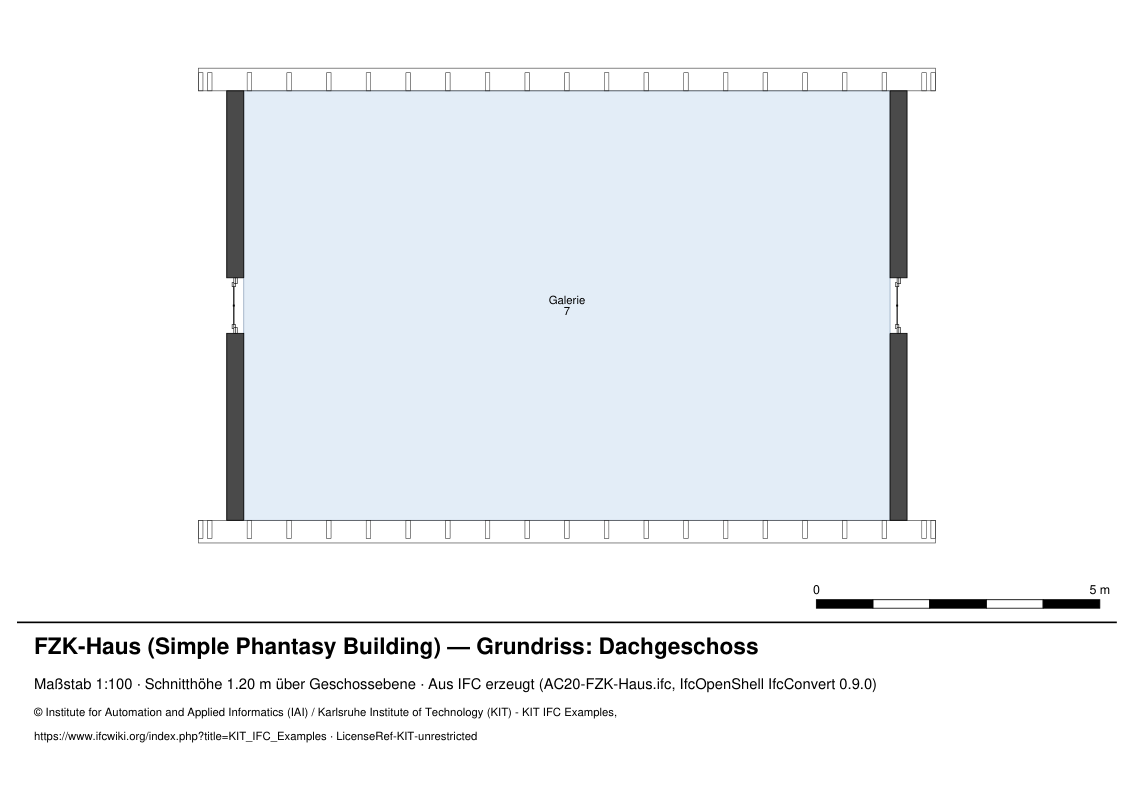 Galerie
7
0 5 m
FZK-Haus (Simple Phantasy Building) — Grundriss: Dachgeschoss
Maßstab 1:100 · Schnitthöhe 1.20 m über Geschossebene · Aus IFC erzeugt (AC20-FZK-Haus.ifc, IfcOpenShell IfcConvert 0.9.0)
© Institute for Automation and Applied Informatics (IAI) / Karlsruhe Institute of Technology (KIT) - KIT IFC Examples,
https://www.ifcwiki.org/index.php?title=KIT_IFC_Examples · LicenseRef-KIT-unrestricted